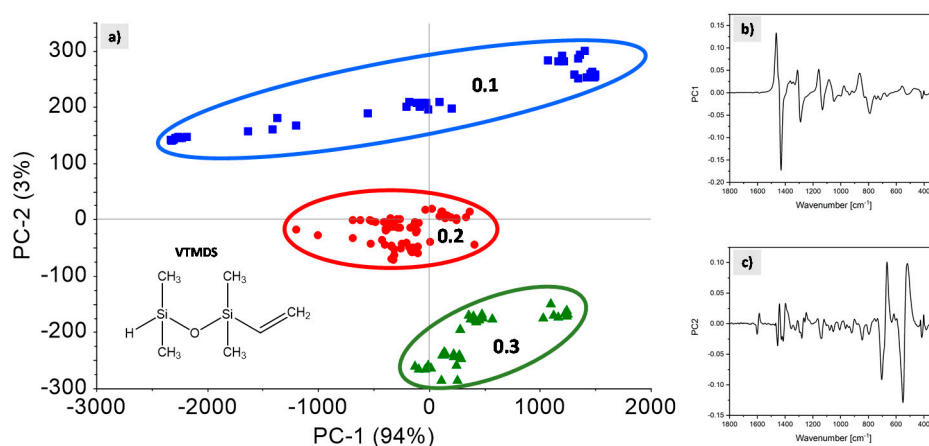 a)
PC-2 (3%)
300
200
100
0
-100
-200
-300
0.1
0.2
0.3
VTMDS
CH₃ CH₃
Si Si CH₂
H O
CH₃ CH₃
-3000 -2000 -1000 0 1000 2000
PC-1 (94%)
b)
PC1
0.15
0.10
0.05
0.00
-0.05
-0.10
-0.15
-0.20
1800 1600 1400 1200 1000 800 600 400
Wavenumber [cm⁻¹]
c)
PC2
0.10
0.05
0.00
-0.05
-0.10
-0.15
1800 1600 1400 1200 1000 800 600 400
Wavenumber [cm⁻¹]